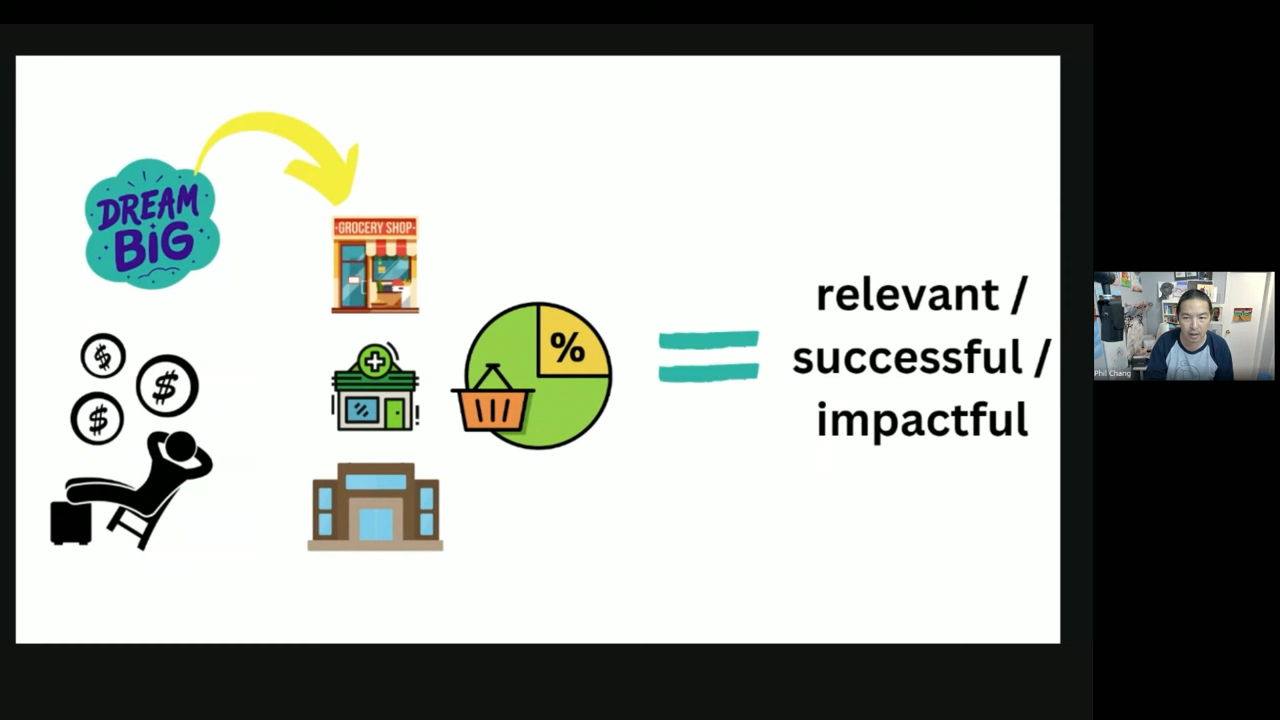 DREAM
BIG
·GROCERY SHOP·
$
$
$
%
relevant /
successful /
impactful
Phil Chang